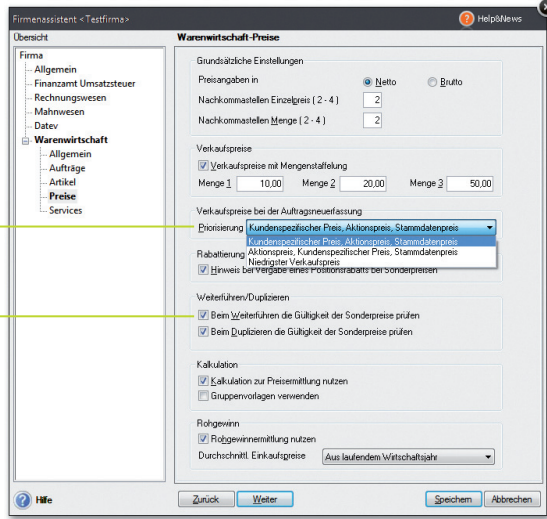 Firmenassistent <Testfirma>
Help&News
Übersicht
Firma
Allgemein
Finanzamt Umsatzsteuer
Rechnungswesen
Mahnwesen
Datev
Warenwirtschaft
Allgemein
Aufträge
Artikel
Preise
Services
Warenwirtschaft-Preise
Grundsätzliche Einstellungen
Preisangaben in Netto Brutto
Nachkommastellen Einzelpreis ( 2 - 4 ) 2
Nachkommastellen Menge ( 2 - 4 ) 2
Verkaufspreise
Verkaufspreise mit Mengenstaffelung
Menge 1 10,00 Menge 2 20,00 Menge 3 50,00
Verkaufspreise bei der Auftragsneuerfassung
Priorisierung Kundenspezifischer Preis, Aktionspreis, Stammdatenpreis
Kundenspezifischer Preis, Aktionspreis, Stammdatenpreis
Aktionspreis, Kundenspezifischer Preis, Stammdatenpreis
Niedrigster Verkaufspreis
Rabattierung
Hinweis bei Vergabe eines Positionsrabatts bei Sonderpreisen
Weiterführen/Duplizieren
Beim Weiterführen die Gültigkeit der Sonderpreise prüfen
Beim Duplizieren die Gültigkeit der Sonderpreise prüfen
Kalkulation
Kalkulation zur Preisermittlung nutzen
Gruppenvorlagen verwenden
Rohgewinn
Rohgewinnermittlung nutzen
Durchschnittl. Einkaufspreise Aus laufendem Wirtschaftsjahr
Hilfe
Zurück
Weiter
Speichern
Abbrechen